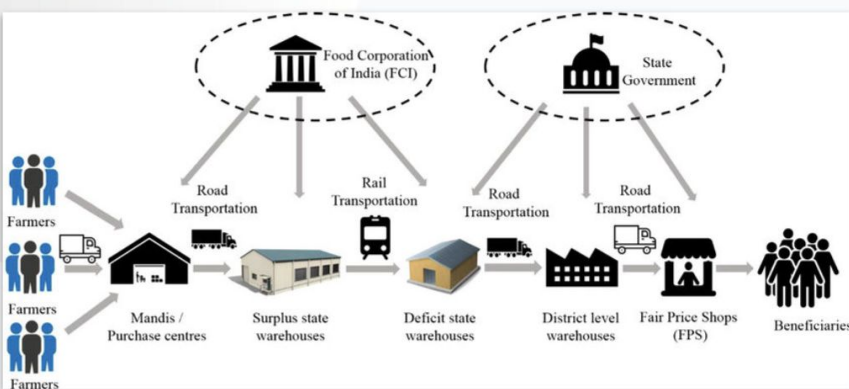 Food Corporation
of India (FCI)
State
Government
Road
Transportation
Rail
Transportation
Road
Transportation
Road
Transportation
Farmers
Farmers
Farmers
Mandis /
Purchase centres
Surplus state
warehouses
Deficit state
warehouses
District level
warehouses
Fair Price Shops
(FPS)
Beneficiaries